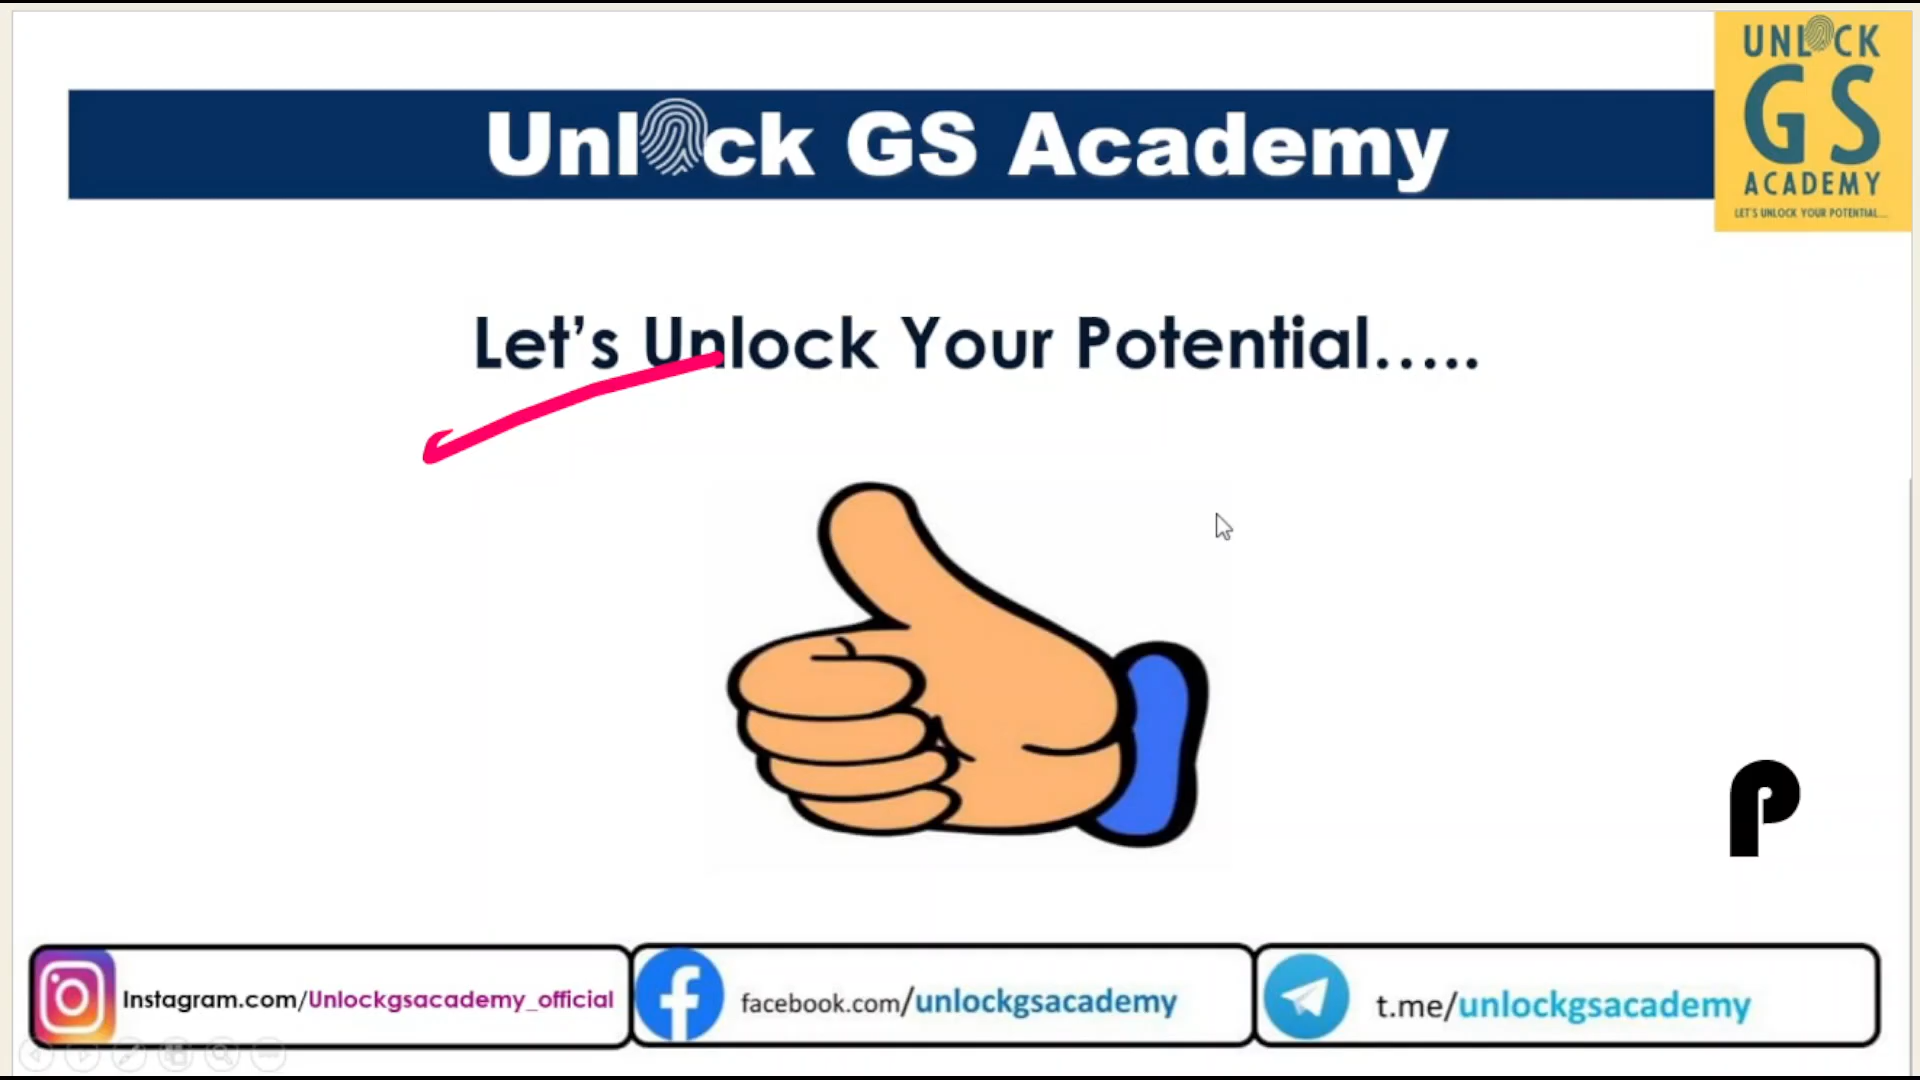 UNLOCK
GS
ACADEMY
LET'S UNLOCK YOUR POTENTIAL....
Unlock GS Academy
Let's Unlock Your Potential.....
P
Instagram.com/Unlockgsacademy_official
facebook.com/unlockgsacademy
t.me/unlockgsacademy